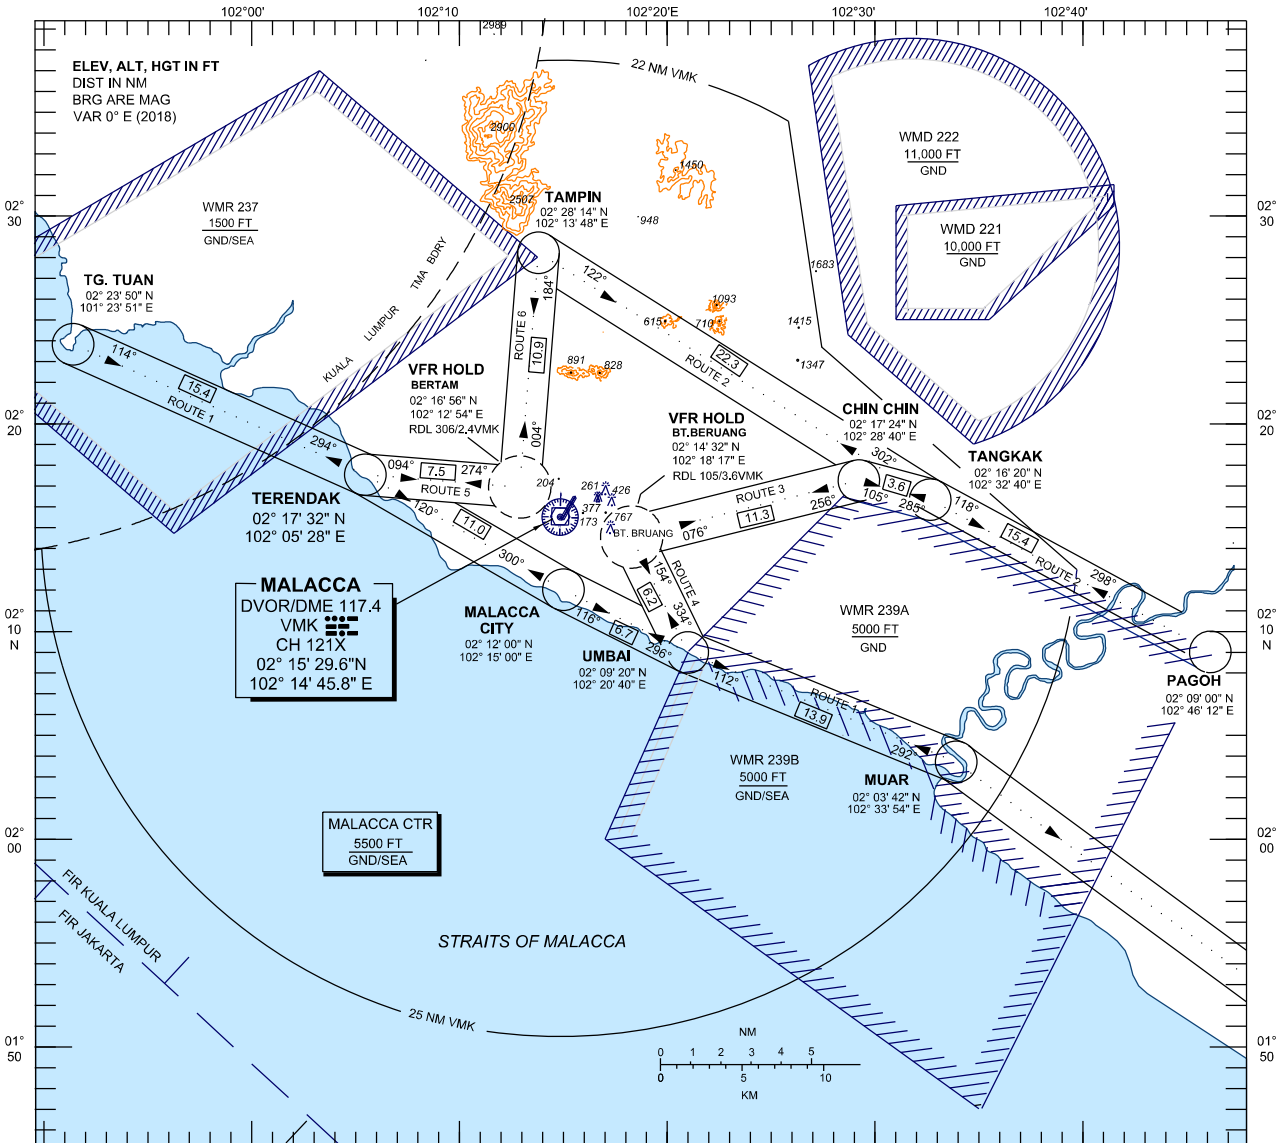 102°00'
102°10'
102°20'E
102°30'
102°40'
2989
ELEV, ALT, HGT IN FT
DIST IN NM
BRG ARE MAG
VAR 0° E (2018)
22 NM VMK
2900
1450
2507
948
WMD 222
11,000 FT
GND
WMR 237
1500 FT
GND/SEA
TAMPIN
02° 28' 14" N
102° 13' 48" E
WMD 221
10,000 FT
GND
02°
30
02°
30
TMA BDRY
LUMPUR
KUALA
TG. TUAN
02° 23' 50" N
101° 23' 51" E
122°
184°
1683
1093
615
710
1415
1347
ROUTE 6
10.9
004°
22.3
ROUTE 2
891
828
114°
15.4
ROUTE 1
294°
VFR HOLD
BERTAM
02° 16' 56" N
102° 12' 54" E
RDL 306/2.4VMK
VFR HOLD
BT.BERUANG
02° 14' 32" N
102° 18' 17" E
RDL 105/3.6VMK
CHIN CHIN
02° 17' 24" N
102° 28' 40" E
302°
TANGKAK
02° 16' 20" N
102° 32' 40" E
02°
20
02°
20
094°
7.5
274°
ROUTE 5
TERENDAK
02° 17' 32" N
102° 05' 28" E
120°
11.0
300°
204
261
426
377
173
767
BT. BRUANG
ROUTE 3
11.3
256°
076°
105°
3.6
285°
118°
15.4
ROUTE 2
298°
MALACCA
DVOR/DME 117.4
VMK
CH 121X
02° 15' 29.6"N
102° 14' 45.8" E
154°
6.2
ROUTE 4
334°
MALACCA
CITY
02° 12' 00" N
102° 15' 00" E
116°
6.7
296°
UMBAI
02° 09' 20" N
102° 20' 40" E
WMR 239A
5000 FT
GND
02°
10
N
02°
10
N
PAGOH
02° 09' 00" N
102° 46' 12" E
112°
ROUTE 1
13.9
292°
WMR 239B
5000 FT
GND/SEA
MUAR
02° 03' 42" N
102° 33' 54" E
MALACCA CTR
5500 FT
GND/SEA
02°
00
02°
00
FIR KUALA LUMPUR
FIR JAKARTA
STRAITS OF MALACCA
25 NM VMK
NM
0 1 2 3 4 5
0 5 10
KM
01°
50
01°
50